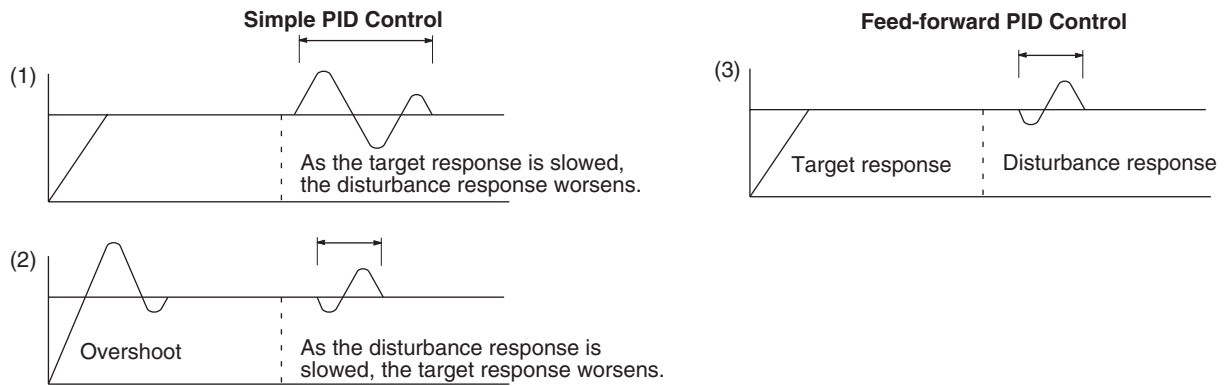 Simple PID Control
(1)
As the target response is slowed,
the disturbance response worsens.
(2)
Overshoot
As the disturbance response is
slowed, the target response worsens.
Feed-forward PID Control
(3)
Target response
Disturbance response